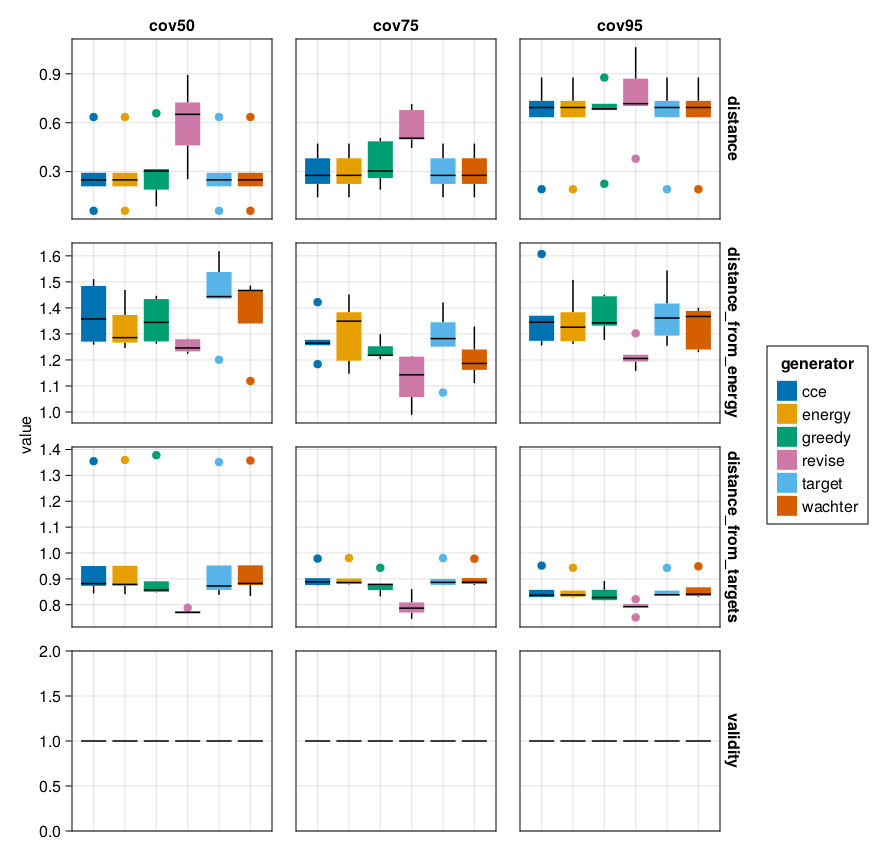 cov50 cov75 cov95
0.9
0.6
0.3
distance
1.6
1.5
1.4
1.3
1.2
1.1
1.0
distance_from_energy
value
1.4
1.3
1.2
1.1
1.0
0.9
0.8
distance_from_targets
2.0
1.5
1.0
0.5
0.0
validity
generator
cce
energy
greedy
revise
target
wachter